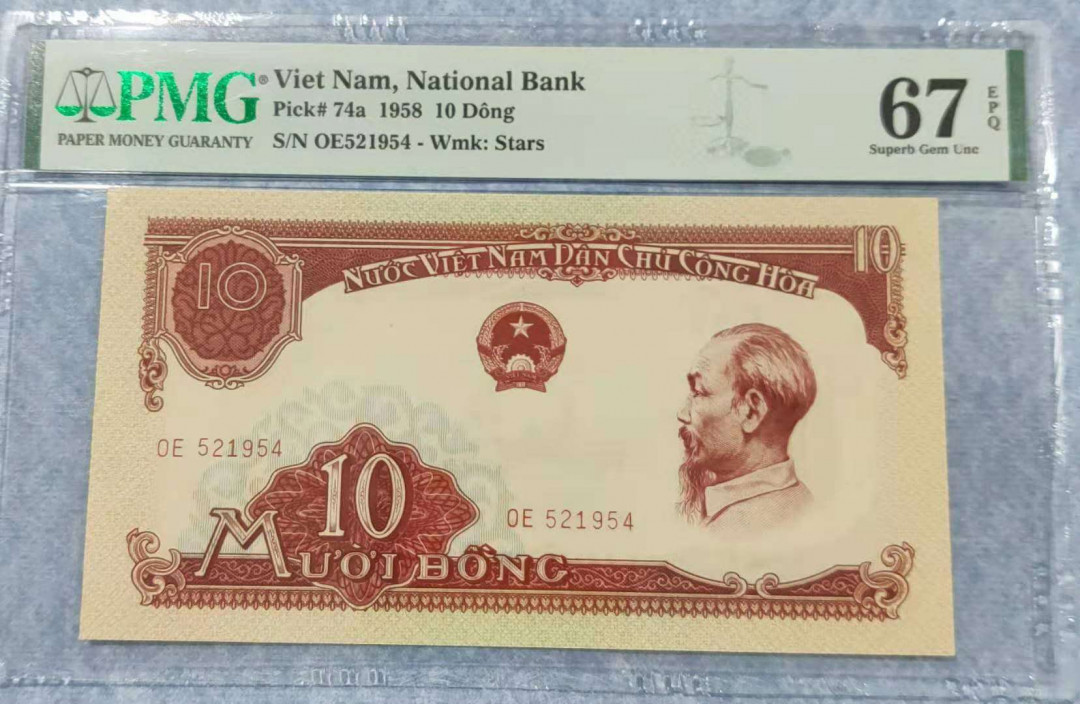 PMG®
PAPER MONEY GUARANTY
Viet Nam, National Bank
Pick# 74a 1958 10 Dông
S/N OE521954 - Wmk: Stars
67
EPQ
Superb Gem Unc
10
NƯỚC VIỆT NAM DÂN CHỦ CỘNG HÒA
10
OE 521954
10
OE 521954
MƯỜI ĐỒNG